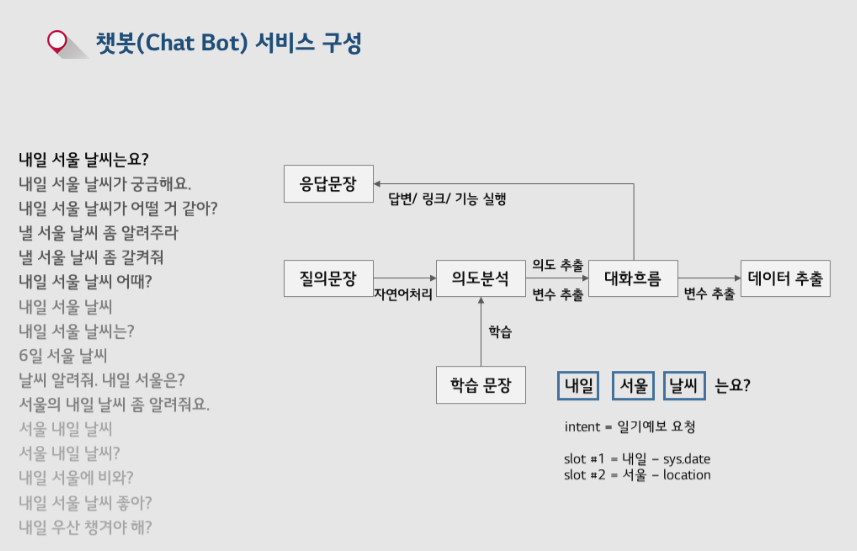 챗봇(Chat Bot) 서비스 구성
내일 서울 날씨는요?
내일 서울 날씨가 궁금해요.
내일 서울 날씨가 어떨 거 같아?
낼 서울 날씨 좀 알려주라
낼 서울 날씨 좀 갈켜줘
내일 서울 날씨 어때?
내일 서울 날씨
내일 서울 날씨는?
6일 서울 날씨
날씨 알려줘. 내일 서울은?
서울의 내일 날씨 좀 알려줘요.
서울 내일 날씨
서울 내일 날씨?
내일 서울에 비와?
내일 서울 날씨 좋아?
내일 우산 챙겨야 해?
응답문장
답변/ 링크/ 기능 실행
질의문장
자연어처리
의도분석
의도 추출
변수 추출
대화흐름
변수 추출
데이터 추출
학습
학습 문장
내일 서울 날씨 는요?
intent = 일기예보 요청
slot #1 = 내일 – sys.date
slot #2 = 서울 – location